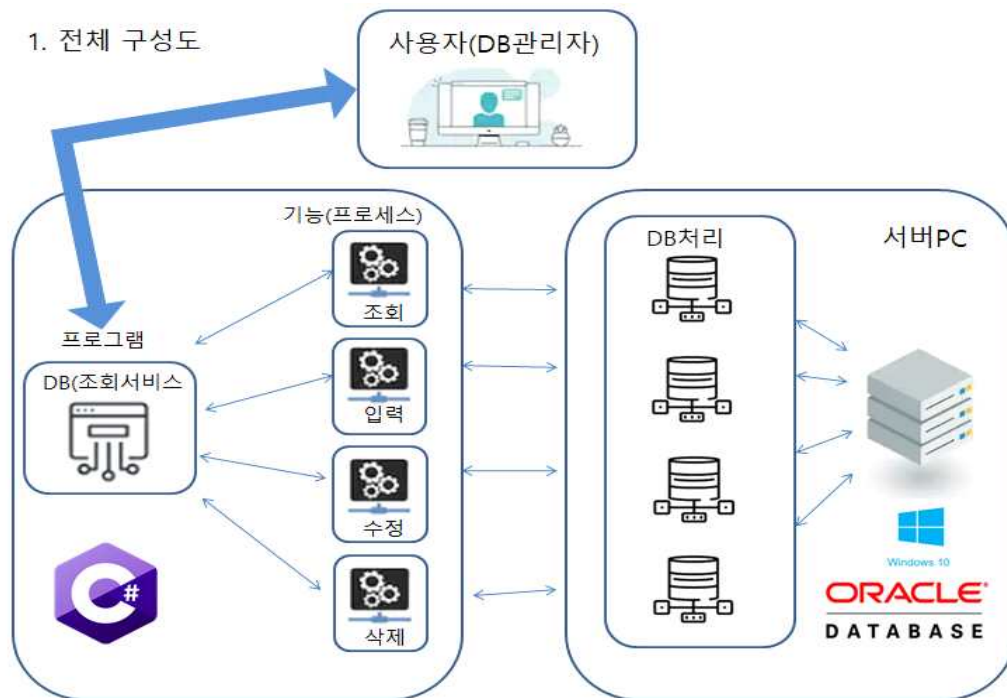 1. 전체 구성도
사용자(DB관리자)
기능(프로세스)
조회
입력
수정
삭제
프로그램
DB(조회서비스
C#
DB처리
서버PC
Windows 10
ORACLE®
DATABASE